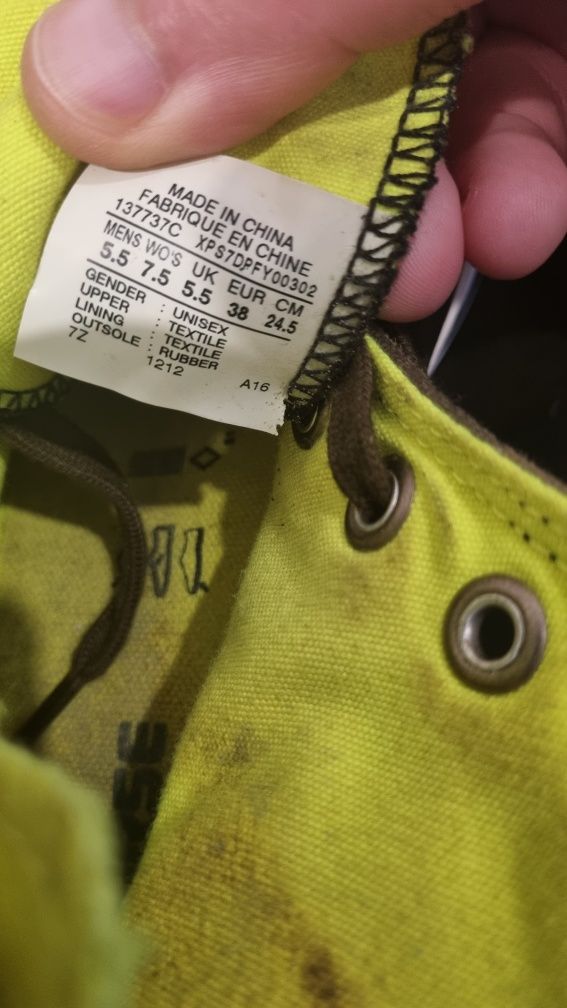 MADE IN CHINA
FABRIQUE EN CHINE
137737C XPS7DPFY00302
MENS WO'S UK EUR CM
5.5 7.5 5.5 38 24.5
GENDER : UNISEX
UPPER : TEXTILE
LINING : TEXTILE
OUTSOLE : RUBBER
7Z 1212 A16